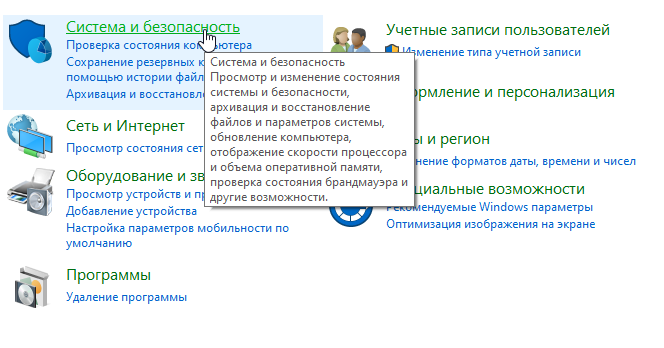 Система и безопасность
Проверка состояния компьютера
Сохранение резервных к
помощью истории файл
Архивация и восстановле
Система и безопасность
Просмотр и изменение состояния
системы и безопасности,
архивация и восстановление
файлов и параметров системы,
обновление компьютера,
отображение скорости процессора
и объема оперативной памяти,
проверка состояния брандмауэра и
другие возможности.
Сеть и Интернет
Просмотр состояния сет
Оборудование и зв
Просмотр устройств и пр
Добавление устройства
Настройка параметров мобильности по
умолчанию
Программы
Удаление программы
Учетные записи пользователей
Изменение типа учетной записи
формление и персонализация
ы и регион
нение форматов даты, времени и чисел
циальные возможности
Рекомендуемые Windows параметры
Оптимизация изображения на экране